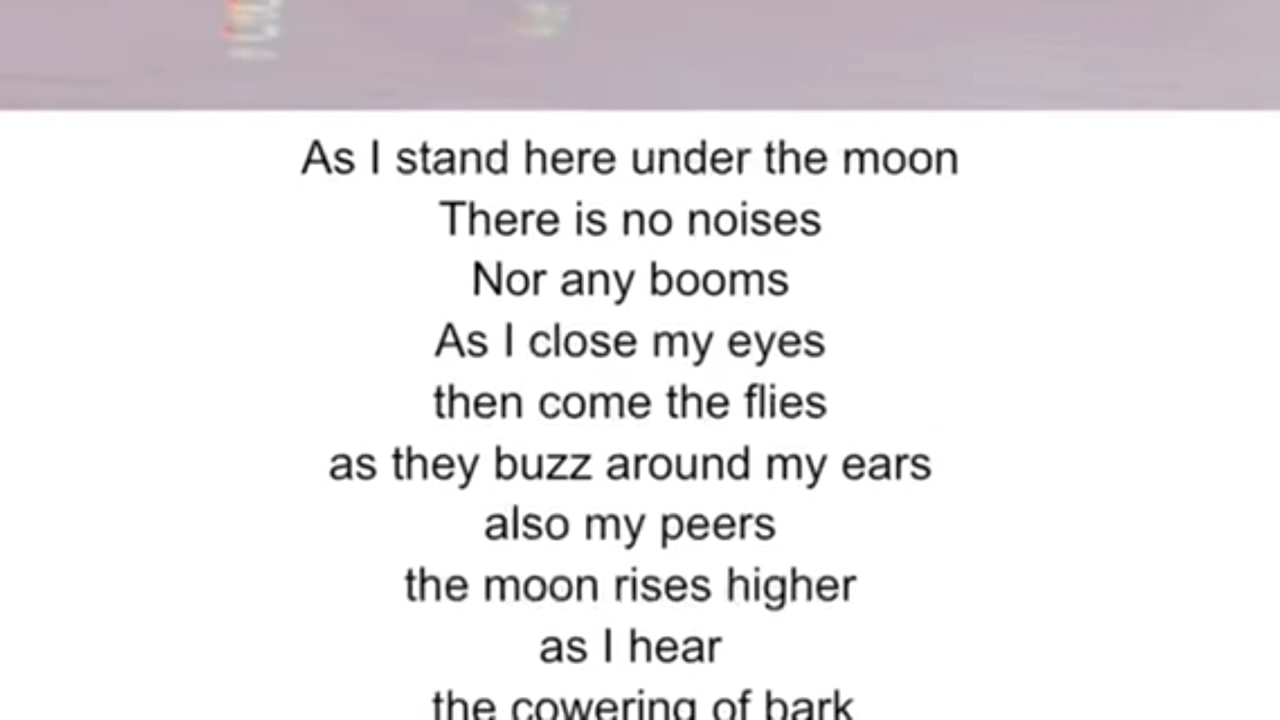 As I stand here under the moon
There is no noises
Nor any booms
As I close my eyes
then come the flies
as they buzz around my ears
also my peers
the moon rises higher
as I hear
the cowering of bark